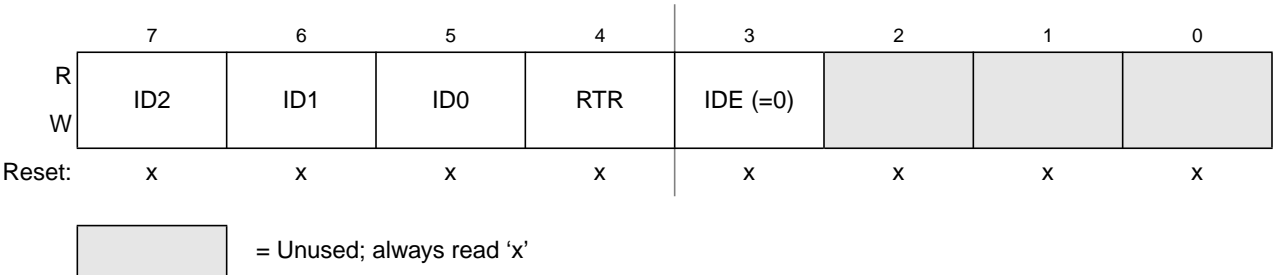 7 6 5 4 3 2 1 0
R
ID2 ID1 ID0 RTR IDE (=0)
W
Reset: x x x x x x x x
= Unused; always read ‘x’